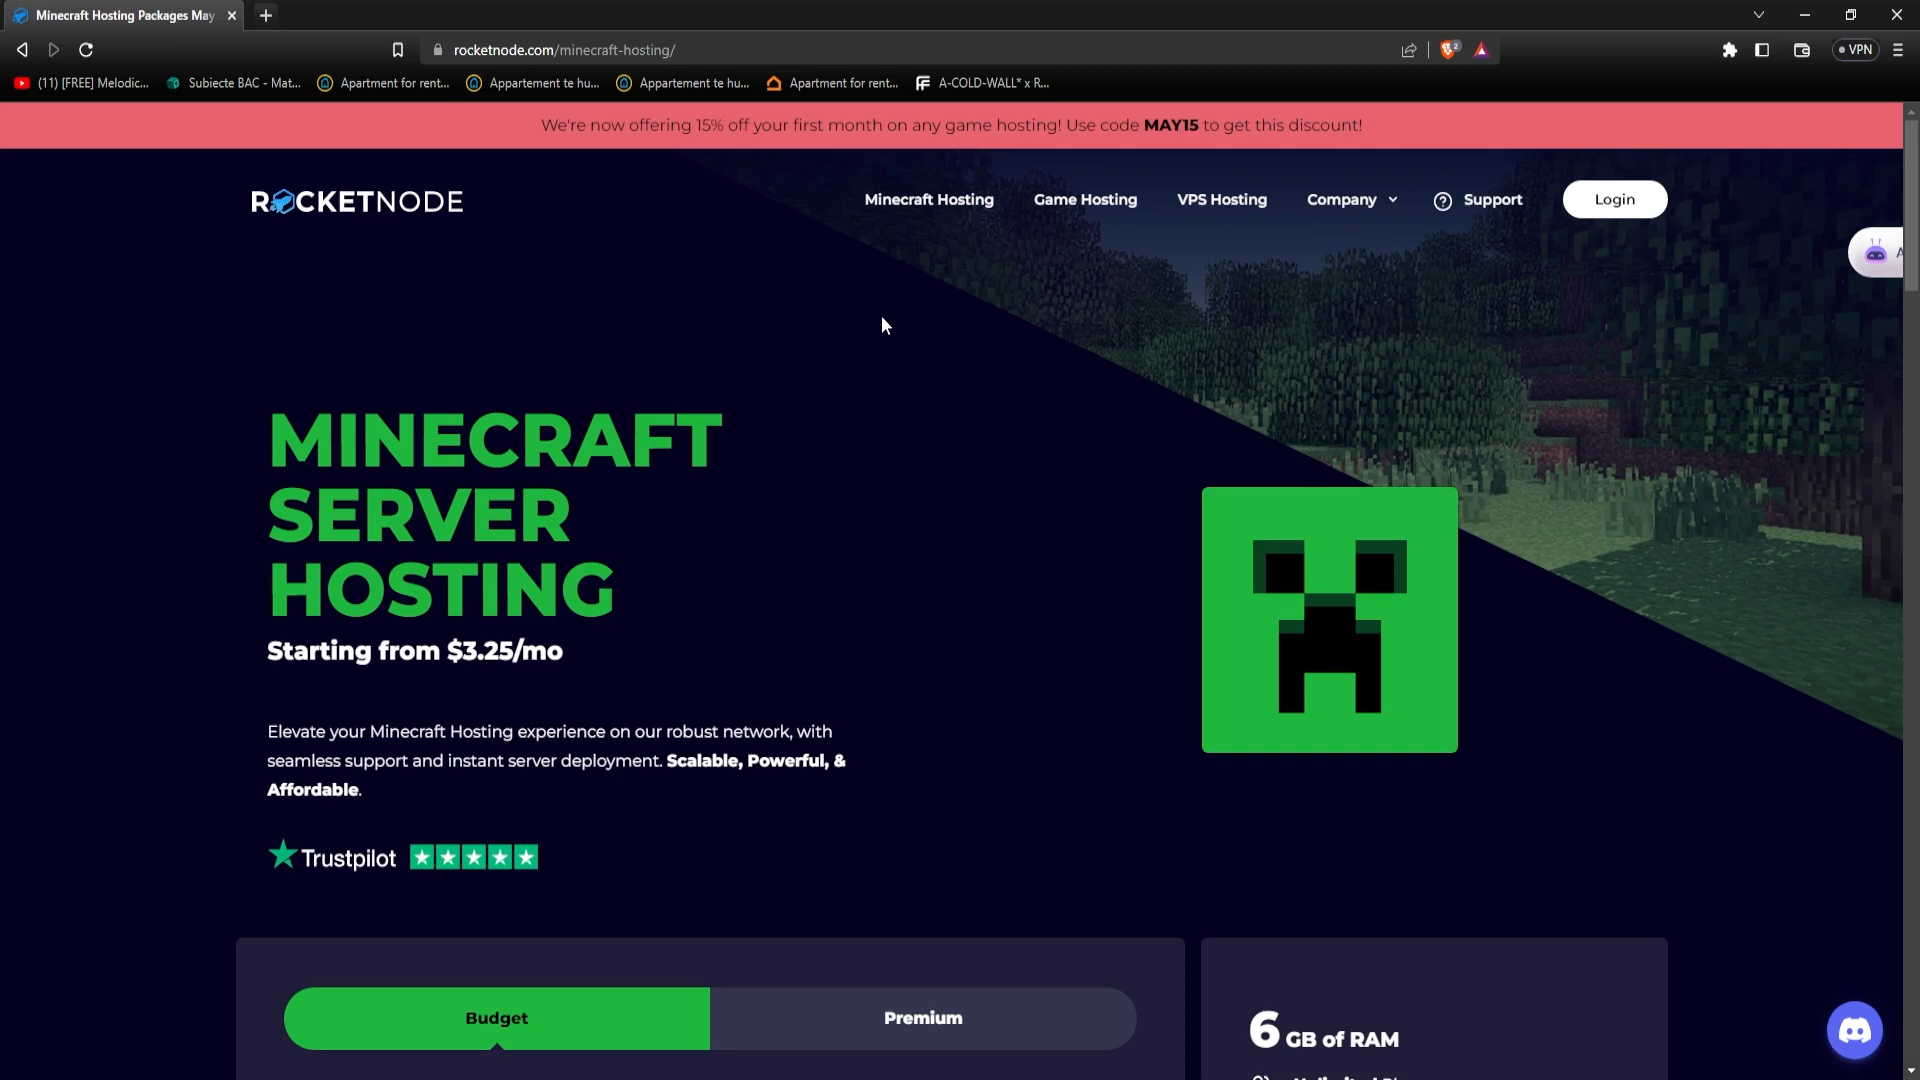 Minecraft Hosting Packages May
rocketnode.com/minecraft-hosting/
2
VPN
(11) [FREE] Melodic...
Subiecte BAC - Mat...
Apartment for rent...
Appartement te hu...
Appartement te hu...
Apartment for rent...
A-COLD-WALL* x R...
We're now offering 15% off your first month on any game hosting! Use code MAY15 to get this discount!
ROCKETNODE
Minecraft Hosting
Game Hosting
VPS Hosting
Company
Support
Login
MINECRAFT
SERVER
HOSTING
Starting from $3.25/mo
Elevate your Minecraft Hosting experience on our robust network, with
seamless support and instant server deployment. Scalable, Powerful, &
Affordable.
Trustpilot
Budget
Premium
6 GB of RAM